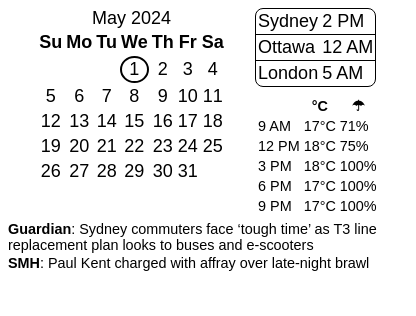 May 2024
Su Mo Tu We Th Fr Sa
1 2 3 4
5 6 7 8 9 10 11
12 13 14 15 16 17 18
19 20 21 22 23 24 25
26 27 28 29 30 31
Sydney 2 PM
Ottawa 12 AM
London 5 AM
°C ☂
9 AM 17°C 71%
12 PM 18°C 75%
3 PM 18°C 100%
6 PM 17°C 100%
9 PM 17°C 100%
Guardian: Sydney commuters face ‘tough time’ as T3 line
replacement plan looks to buses and e-scooters
SMH: Paul Kent charged with affray over late-night brawl